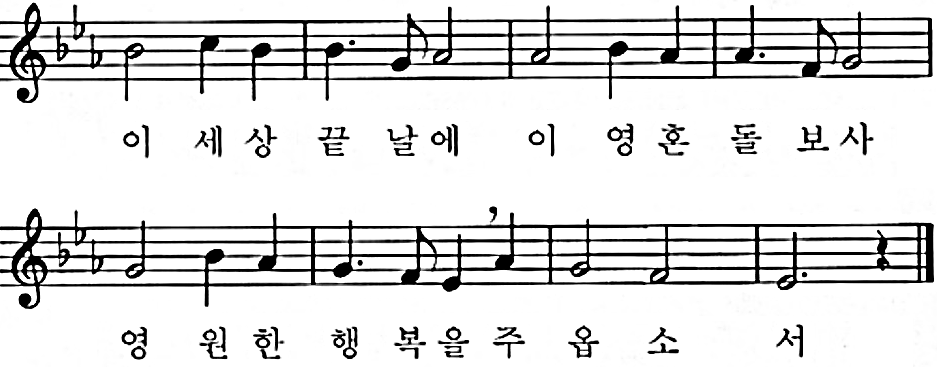 이 세 상 끝 날 에 이 영 혼 돌 보 사
영 원 한 행 복 을 주 옵 소 서